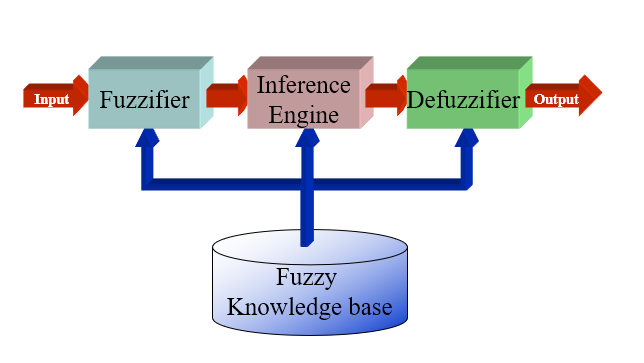 Input
Fuzzifier
Inference
Engine
Defuzzifier
Output
Fuzzy
Knowledge base